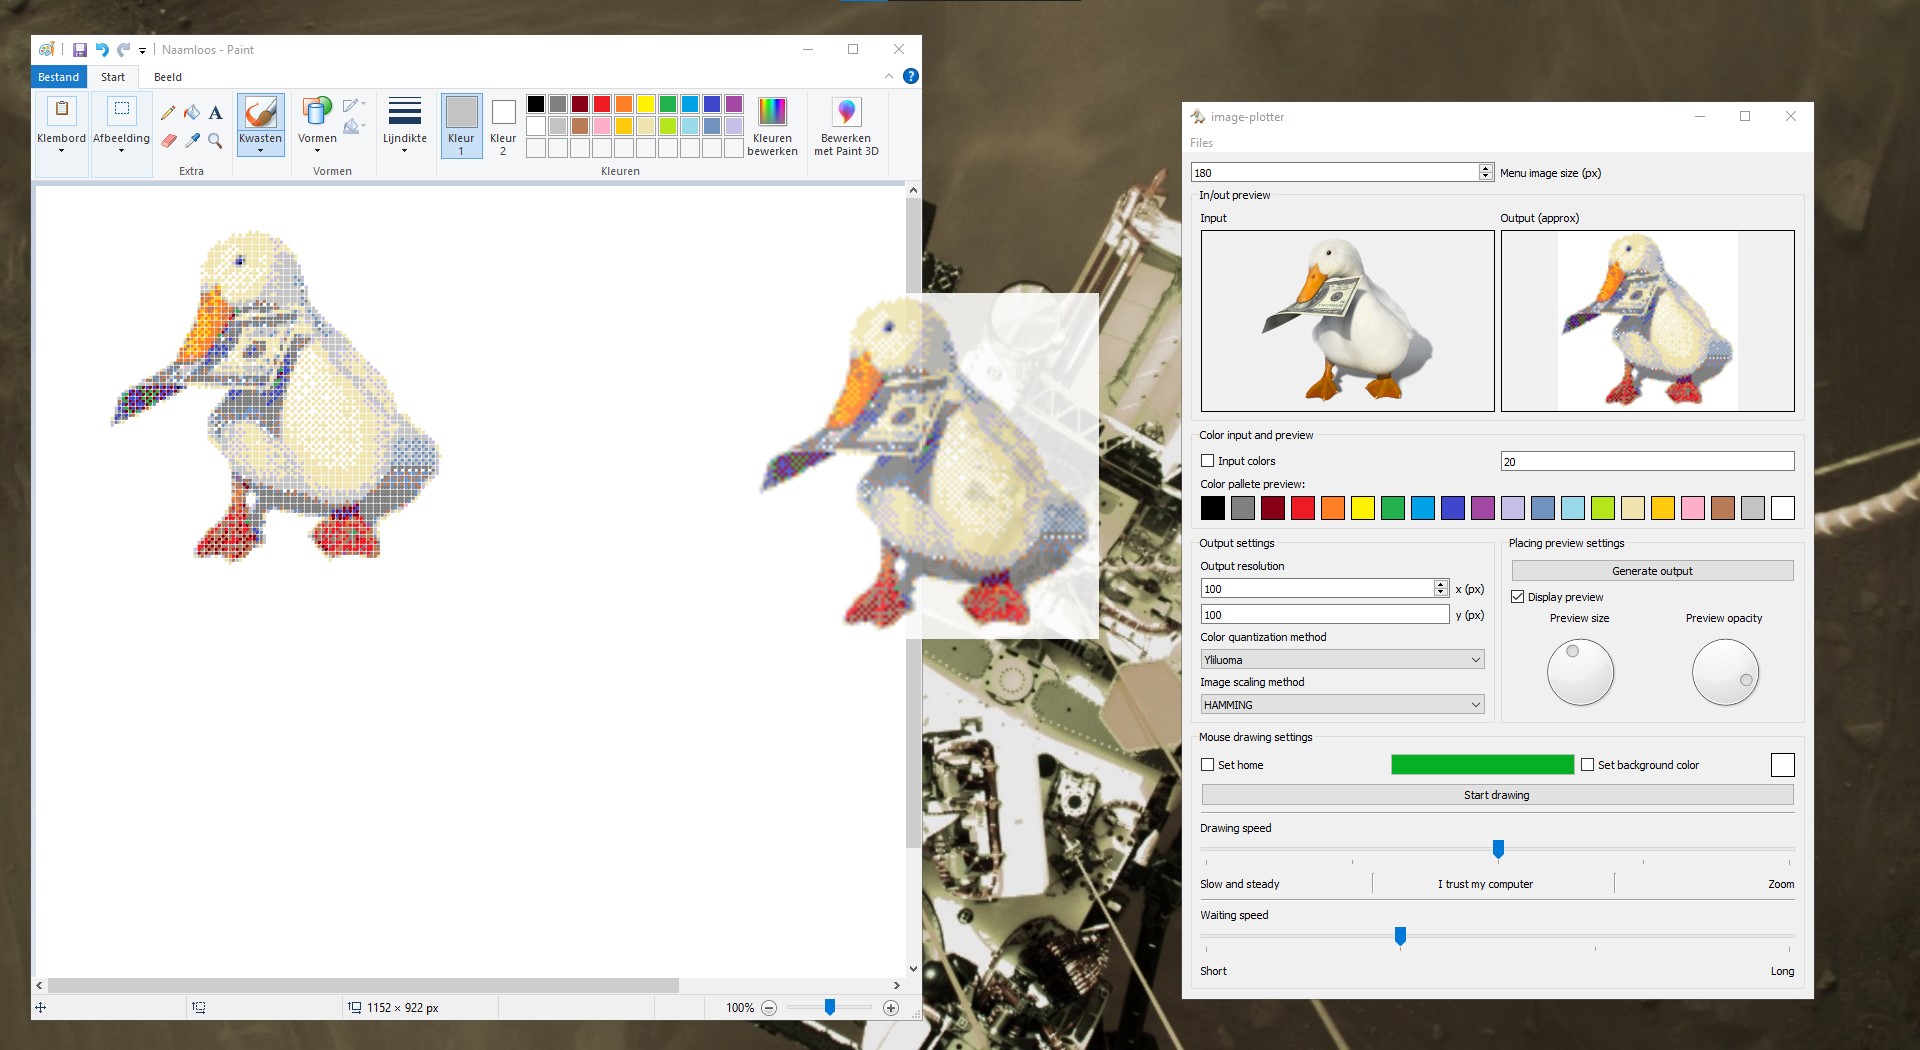 Naamloos - Paint
Bestand Start Beeld
Klembord
Afbeelding
Extra
Kwasten
Vormen
Vormen
Lijndikte
Kleur 1
Kleur 2
Kleuren
Kleuren bewerken
Bewerken met Paint 3D
1152 × 922 px
100%
image-plotter
Files
180 Menu image size (px)
In/out preview
Input Output (approx)
Color input and preview
Input colors 20
Color pallete preview:
Output settings
Output resolution
100 x (px)
100 y (px)
Color quantization method
Yliluoma
Image scaling method
HAMMING
Placing preview settings
Generate output
Display preview
Preview size Preview opacity
Mouse drawing settings
Set home Set background color
Start drawing
Drawing speed
Slow and steady I trust my computer Zoom
Waiting speed
Short Long